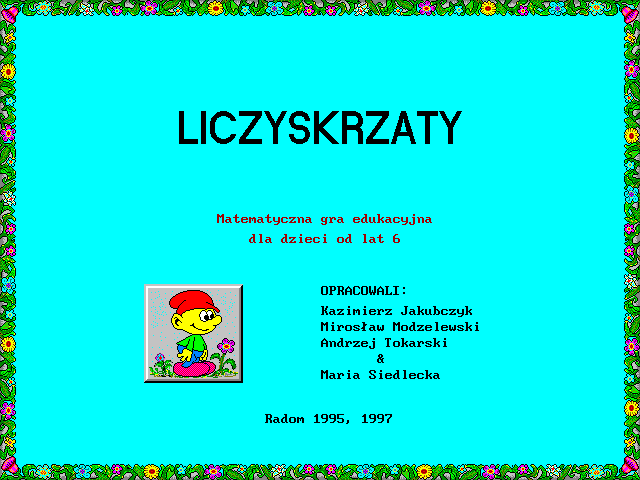 LICZYSKRZATY
Matematyczna gra edukacyjna
dla dzieci od lat 6
OPRACOWALI:
Kazimierz Jakubczyk
Mirosław Modzelewski
Andrzej Tokarski
&
Maria Siedlecka
Radom 1995, 1997